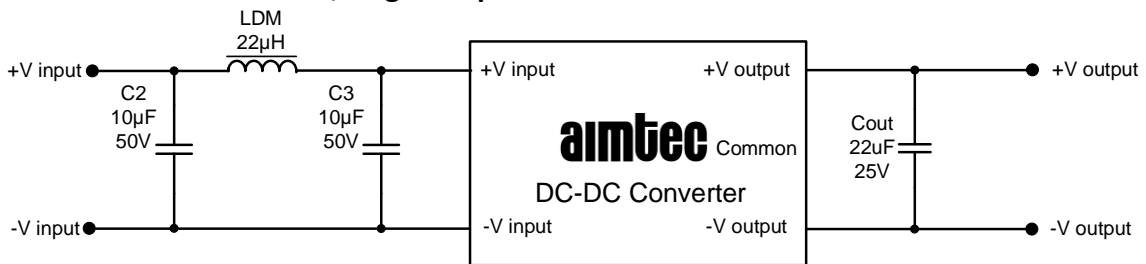 LDM
22µH
+V input
C2
10µF
50V
C3
10µF
50V
+V input
+V output
aimtec
Common
DC-DC Converter
-V input
-V output
Cout
22uF
25V
+V output
-V input
-V output